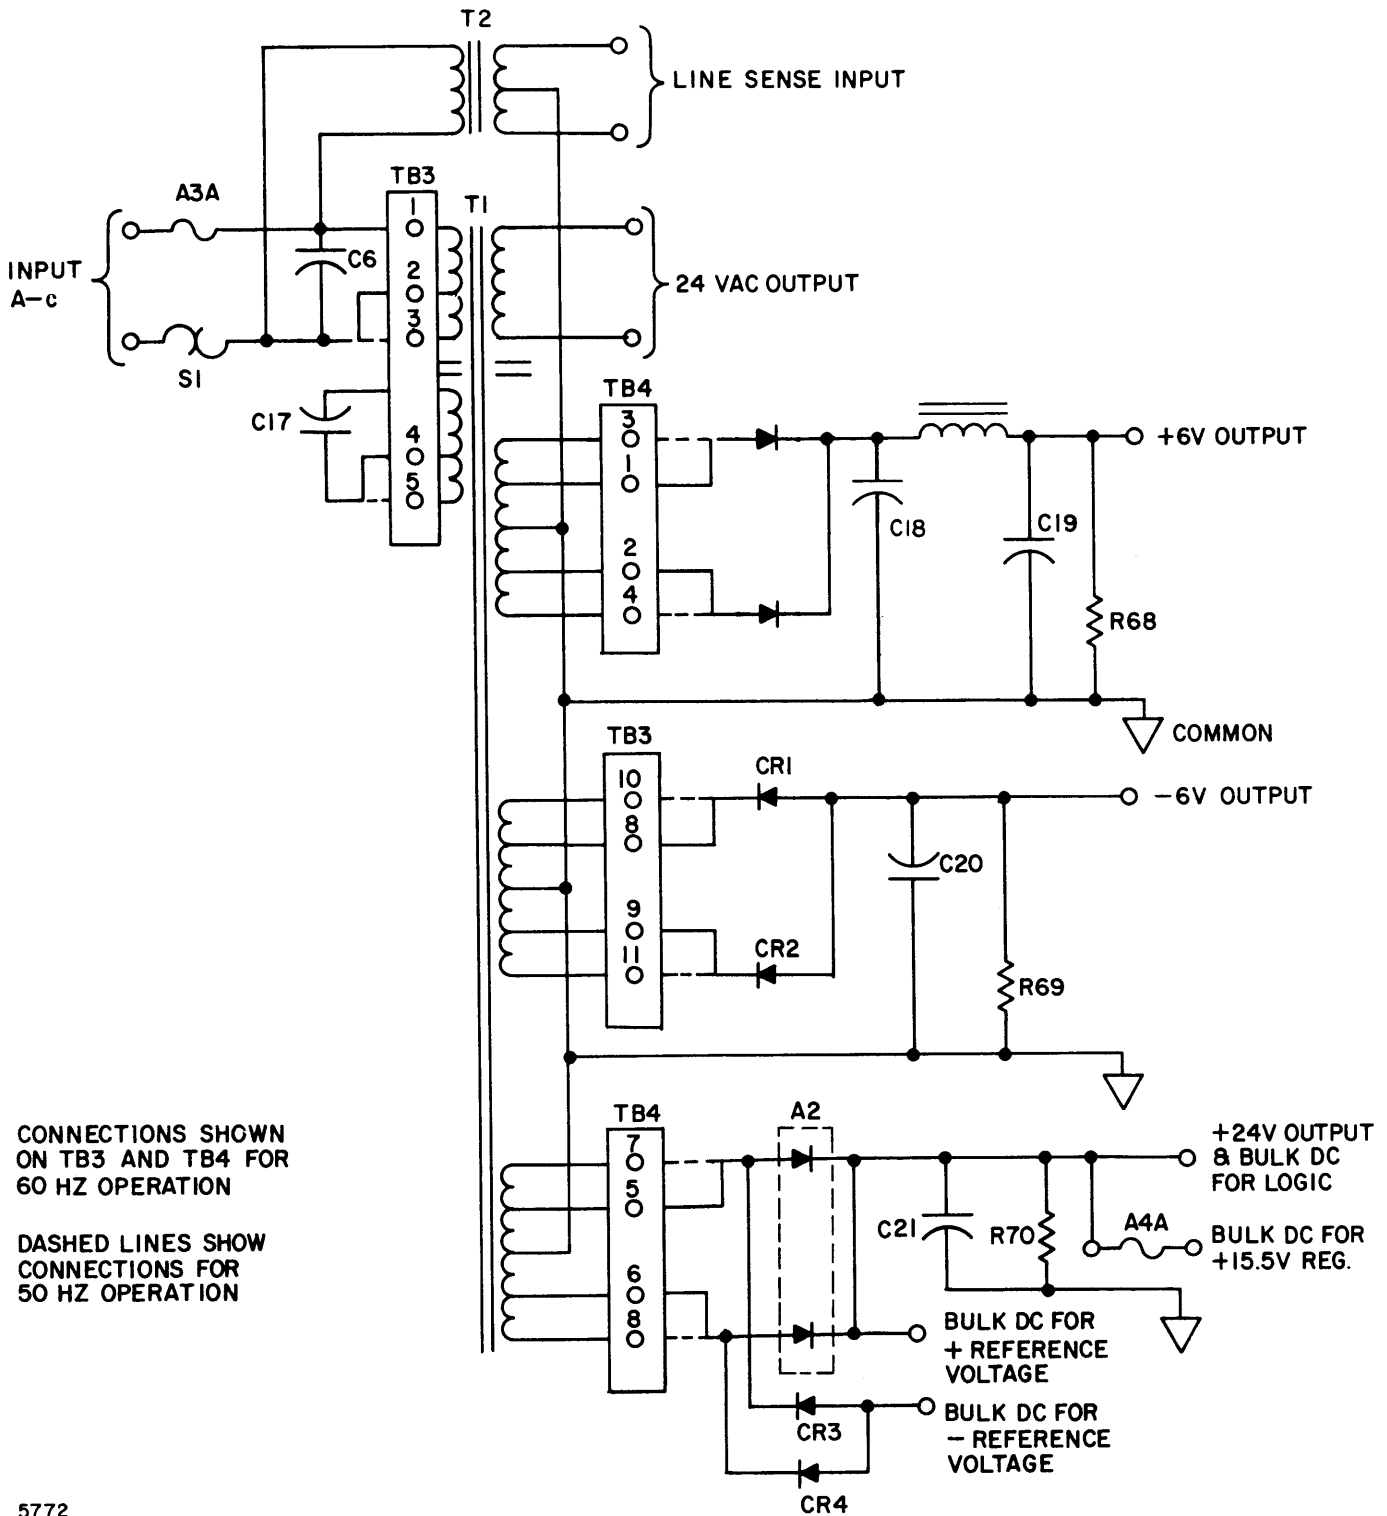 T2
LINE SENSE INPUT
A3A
TB3
T1
1
INPUT
A-c
C6
2
24 VAC OUTPUT
3
S1
TB4
C17
4
5
3
1
+6V OUTPUT
C18
C19
2
4
R68
COMMON
TB3
10
CR1
-6V OUTPUT
8
C20
9
11
CR2
R69
TB4
A2
7
5
+24V OUTPUT
& BULK DC
FOR LOGIC
C21
R70
A4A
BULK DC FOR
+15.5V REG.
CONNECTIONS SHOWN
ON TB3 AND TB4 FOR
60 HZ OPERATION
DASHED LINES SHOW
CONNECTIONS FOR
50 HZ OPERATION
6
8
BULK DC FOR
+ REFERENCE
VOLTAGE
CR3
BULK DC FOR
- REFERENCE
VOLTAGE
CR4
5772